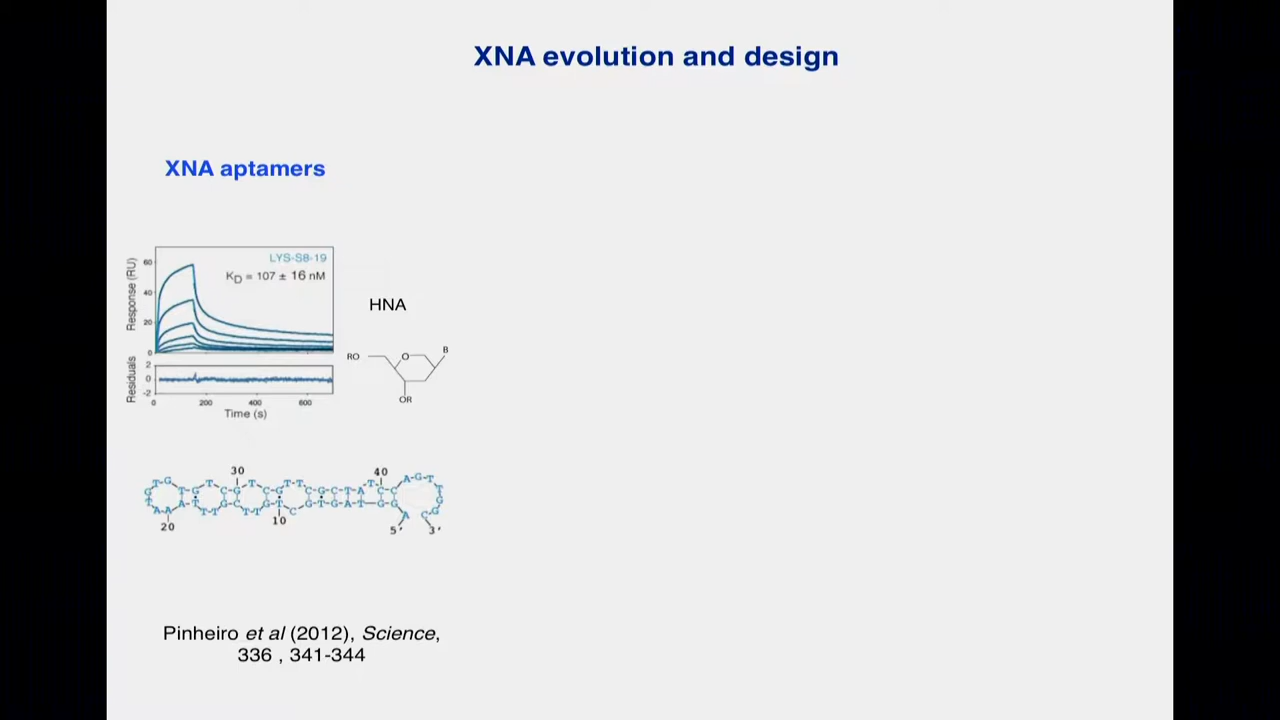 XNA evolution and design
XNA aptamers
LYS-S8-19
K_D = 107 ± 16 nM
Response (RU)
60
40
20
0
Residuals
2
0
-2
0 200 400 600
Time (s)
HNA
RO O B
OR
30 40
20 10
5' 3'
Pinheiro et al (2012), Science,
336 , 341-344